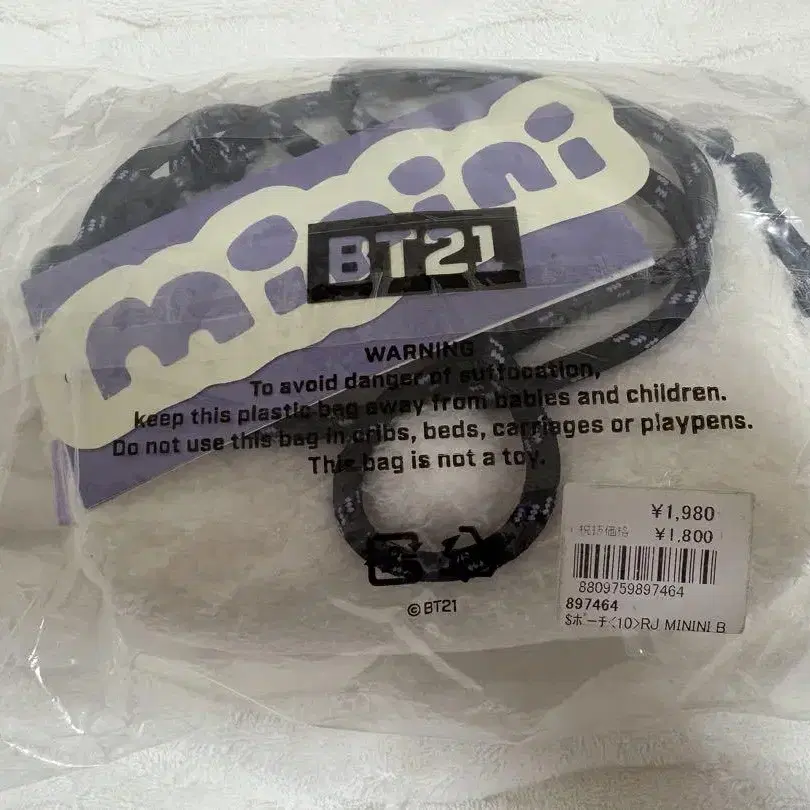 minini
BT21
WARNING
To avoid danger of suffocation,
keep this plastic bag away from babies and children.
Do not use this bag in cribs, beds, carriages or playpens.
This bag is not a toy.
©BT21
¥1,980
税抜価格 ¥1,800
8809759897464
897464
$ポーチ<10>RJ MININI B